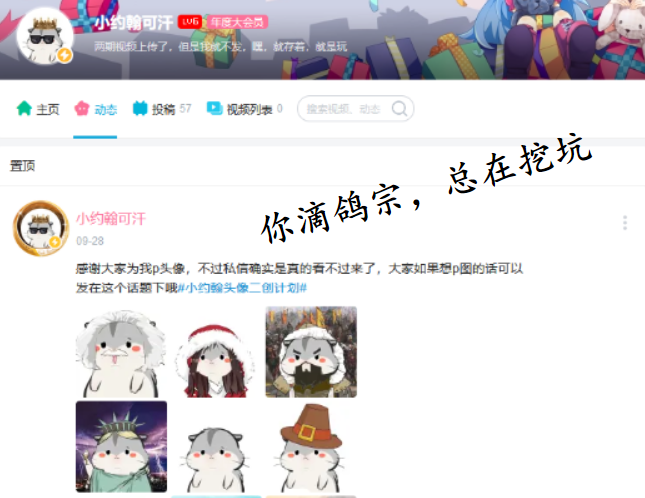 小约翰可汗 LV6 年度大会员
两期视频上传了，但是我就不发，嘿，就存着，就是玩
主页 动态 投稿 57 视频列表 0 搜索视频、动态
置顶
你滴鸽宗，总在挖坑
小约翰可汗
09-28
感谢大家为我p头像，不过私信确实是真的看不过来了，大家如果想p图的话可以
发在这个话题下哦#小约翰头像二创计划#